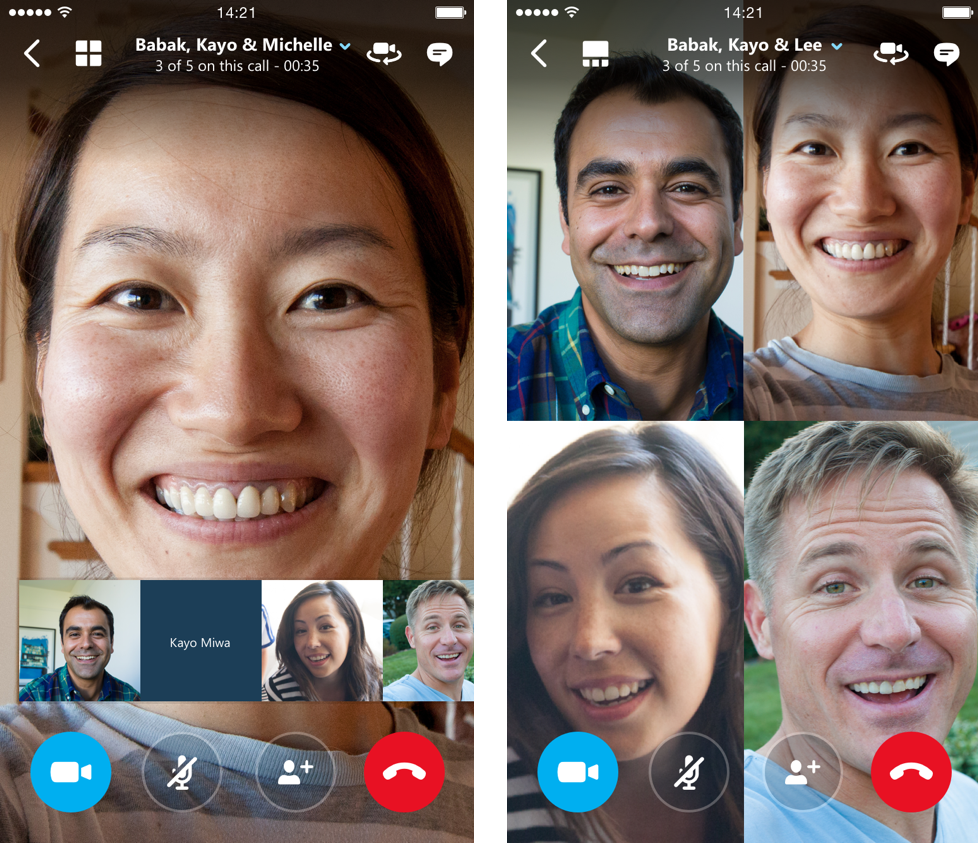 14:21
Babak, Kayo & Michelle
3 of 5 on this call - 00:35
Kayo Miwa
14:21
Babak, Kayo & Lee
3 of 5 on this call - 00:35